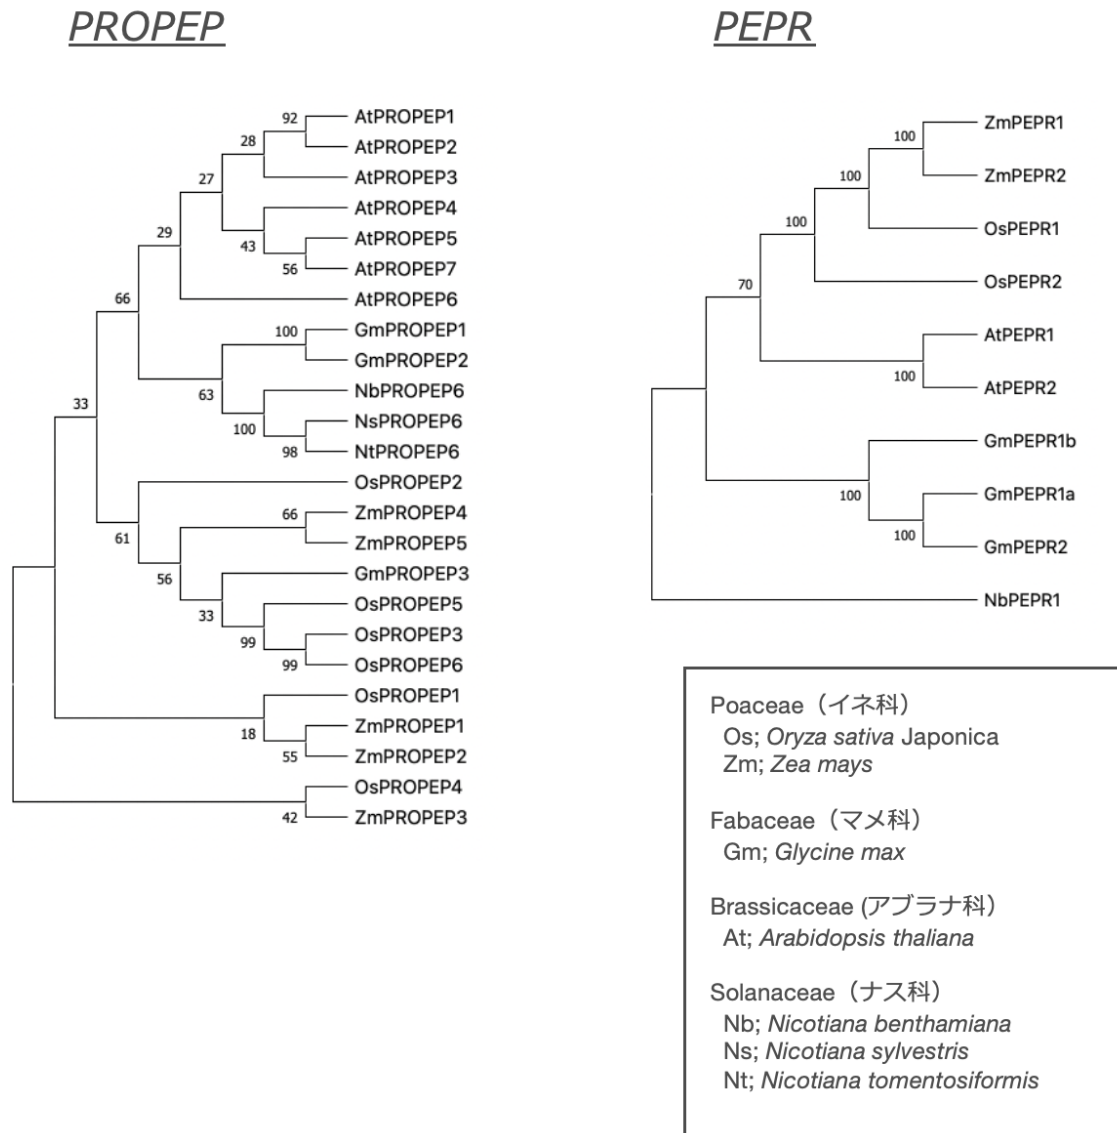 PROPEP
92
AtPROPEP1
AtPROPEP2
28
AtPROPEP3
27
AtPROPEP4
43
AtPROPEP5
56
AtPROPEP7
29
AtPROPEP6
66
100
GmPROPEP1
GmPROPEP2
63
NbPROPEP6
100
NsPROPEP6
98
NtPROPEP6
33
OsPROPEP2
61
66
ZmPROPEP4
ZmPROPEP5
56
GmPROPEP3
33
OsPROPEP5
99
OsPROPEP3
99
OsPROPEP6
OsPROPEP1
18
ZmPROPEP1
55
ZmPROPEP2
OsPROPEP4
42
ZmPROPEP3
PEPR
100
ZmPEPR1
ZmPEPR2
100
OsPEPR1
100
OsPEPR2
70
AtPEPR1
100
AtPEPR2
GmPEPR1b
100
GmPEPR1a
100
GmPEPR2
NbPEPR1
Poaceae（イネ科）
Os; Oryza sativa Japonica
Zm; Zea mays
Fabaceae（マメ科）
Gm; Glycine max
Brassicaceae (アブラナ科）
At; Arabidopsis thaliana
Solanaceae（ナス科）
Nb; Nicotiana benthamiana
Ns; Nicotiana sylvestris
Nt; Nicotiana tomentosiformis